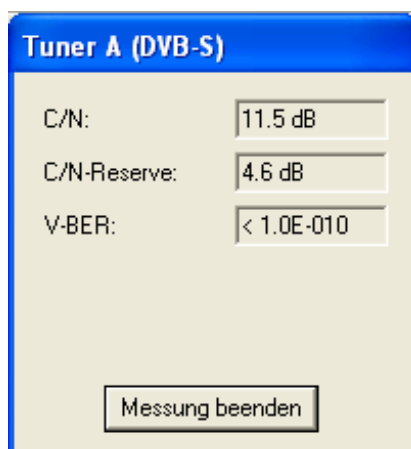 Tuner A (DVB-S)
C/N: 11.5 dB
C/N-Reserve: 4.6 dB
V-BER: < 1.0E-010
Messung beenden